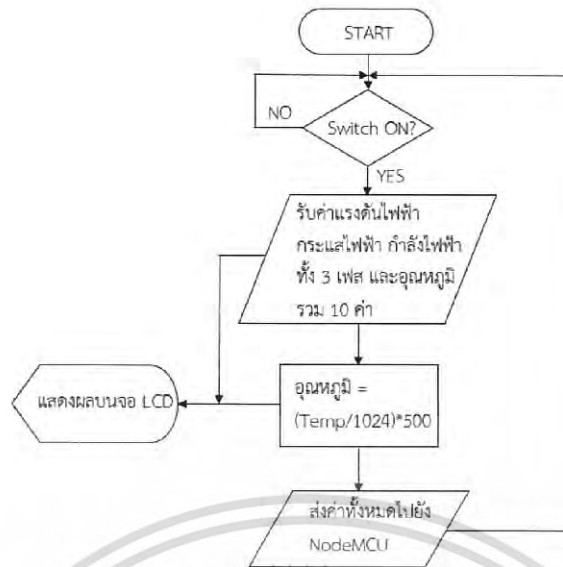 START
NO
Switch ON?
YES
รับค่าแรงดันไฟฟ้า
กระแสไฟฟ้า กำลังไฟฟ้า
ทั้ง 3 เฟส และอุณหภูมิ
รวม 10 ค่า
แสดงผลบนจอ LCD
อุณหภูมิ =
(Temp/1024)*500
ส่งค่าทั้งหมดไปยัง
NodeMCU